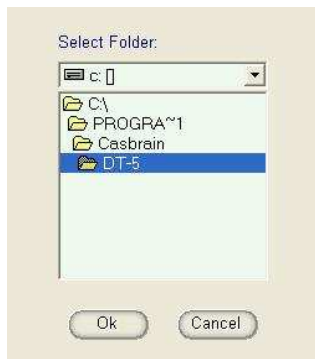 Select Folder:
c: []
C:\
PROGRA~1
Casbrain
DT-5
Ok
Cancel